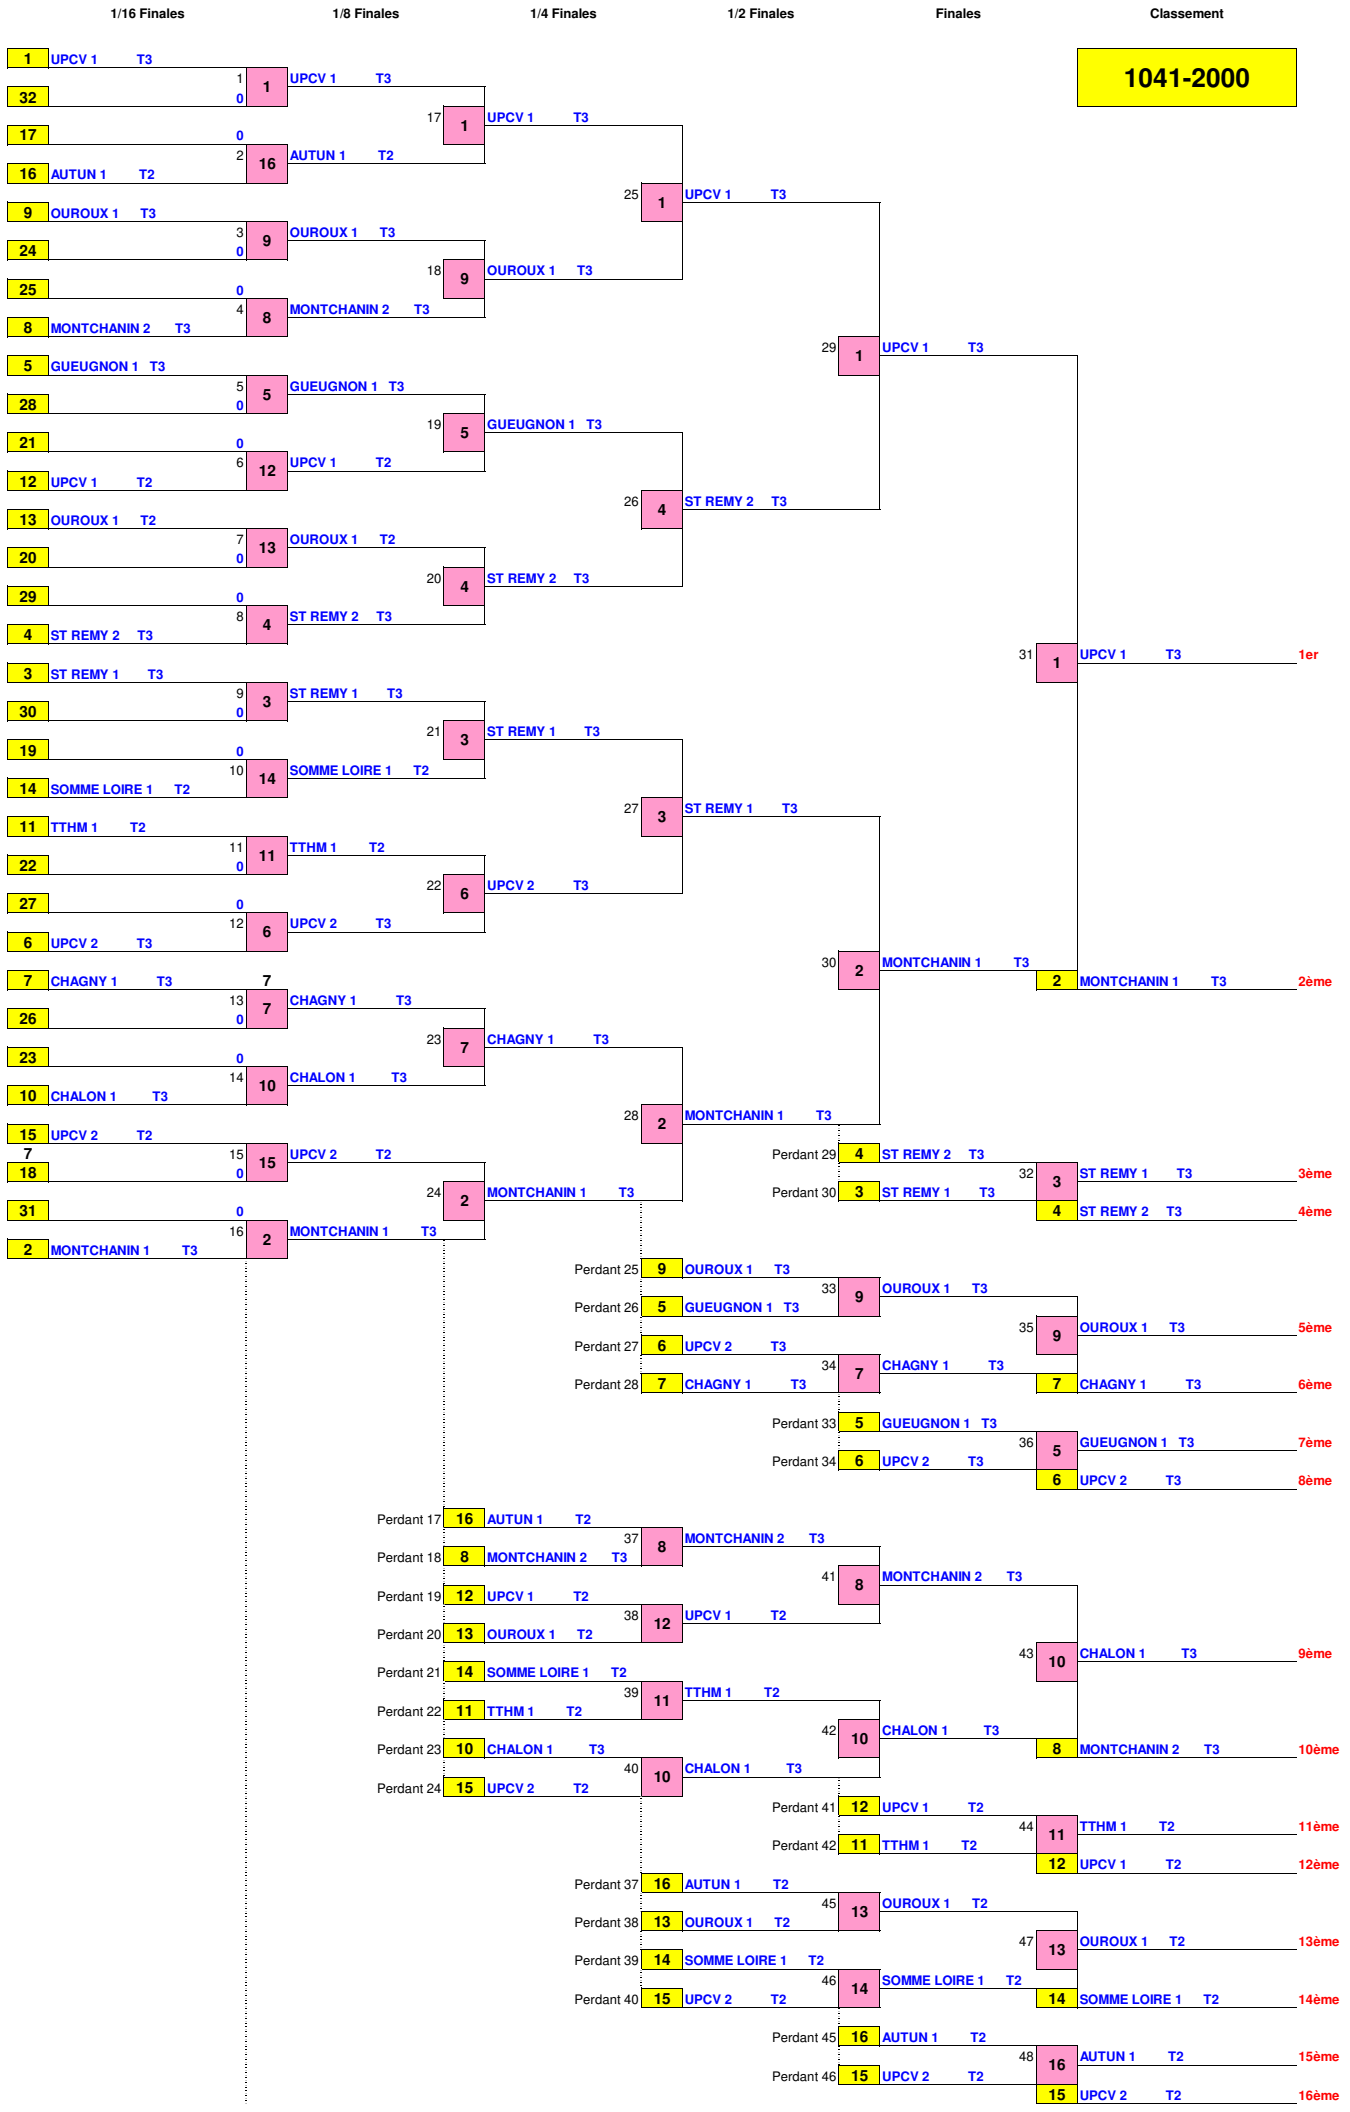 1/16 Finales 1/8 Finales 1/4 Finales 1/2 Finales Finales Classement
1 UPCV 1 T3
1041-2000
1 1 UPCV 1 T3
32 0
17 1 UPCV 1 T3
17 0
2 16 AUTUN 1 T2
16 AUTUN 1 T2
25 1 UPCV 1 T3
9 OUROUX 1 T3
3 9 OUROUX 1 T3
24 0
18 9 OUROUX 1 T3
25 0
4 8 MONTCHANIN 2 T3
8 MONTCHANIN 2 T3
29 1 UPCV 1 T3
5 GUEUGNON 1 T3
5 5 GUEUGNON 1 T3
28 0
19 5 GUEUGNON 1 T3
21 0
6 12 UPCV 1 T2
12 UPCV 1 T2
26 4 ST REMY 2 T3
13 OUROUX 1 T2
7 13 OUROUX 1 T2
20 0
20 4 ST REMY 2 T3
29 0
8 4 ST REMY 2 T3
4 ST REMY 2 T3
31 1 UPCV 1 T3 1er
3 ST REMY 1 T3
9 3 ST REMY 1 T3
30 0
21 3 ST REMY 1 T3
19 0
10 14 SOMME LOIRE 1 T2
14 SOMME LOIRE 1 T2
27 3 ST REMY 1 T3
11 TTHM 1 T2
11 11 TTHM 1 T2
22 0
22 6 UPCV 2 T3
27 0
12 6 UPCV 2 T3
6 UPCV 2 T3
30 2 MONTCHANIN 1 T3
7 CHAGNY 1 T3 7
2 MONTCHANIN 1 T3 2ème
13 7 CHAGNY 1 T3
26 0
23 7 CHAGNY 1 T3
23 0
14 10 CHALON 1 T3
10 CHALON 1 T3
28 2 MONTCHANIN 1 T3
15 UPCV 2 T2
7
15 15 UPCV 2 T2
Perdant 29 4 ST REMY 2 T3
18 0
32 3 ST REMY 1 T3 3ème
24 2 MONTCHANIN 1 T3
Perdant 30 3 ST REMY 1 T3
31 0
4 ST REMY 2 T3 4ème
16 2 MONTCHANIN 1 T3
2 MONTCHANIN 1 T3
Perdant 25 9 OUROUX 1 T3
33 9 OUROUX 1 T3
Perdant 26 5 GUEUGNON 1 T3
35 9 OUROUX 1 T3 5ème
Perdant 27 6 UPCV 2 T3
34 7 CHAGNY 1 T3
Perdant 28 7 CHAGNY 1 T3
7 CHAGNY 1 T3 6ème
Perdant 33 5 GUEUGNON 1 T3
36 5 GUEUGNON 1 T3 7ème
Perdant 34 6 UPCV 2 T3
6 UPCV 2 T3 8ème
Perdant 17 16 AUTUN 1 T2
37 8 MONTCHANIN 2 T3
Perdant 18 8 MONTCHANIN 2 T3
41 8 MONTCHANIN 2 T3
Perdant 19 12 UPCV 1 T2
38 12 UPCV 1 T2
Perdant 20 13 OUROUX 1 T2
43 10 CHALON 1 T3 9ème
Perdant 21 14 SOMME LOIRE 1 T2
39 11 TTHM 1 T2
Perdant 22 11 TTHM 1 T2
42 10 CHALON 1 T3
Perdant 23 10 CHALON 1 T3
8 MONTCHANIN 2 T3 10ème
40 10 CHALON 1 T3
Perdant 24 15 UPCV 2 T2
Perdant 41 12 UPCV 1 T2
44 11 TTHM 1 T2 11ème
Perdant 42 11 TTHM 1 T2
12 UPCV 1 T2 12ème
Perdant 37 16 AUTUN 1 T2
45 13 OUROUX 1 T2
Perdant 38 13 OUROUX 1 T2
47 13 OUROUX 1 T2 13ème
Perdant 39 14 SOMME LOIRE 1 T2
46 14 SOMME LOIRE 1 T2
Perdant 40 15 UPCV 2 T2
14 SOMME LOIRE 1 T2 14ème
Perdant 45 16 AUTUN 1 T2
48 16 AUTUN 1 T2 15ème
Perdant 46 15 UPCV 2 T2
15 UPCV 2 T2 16ème